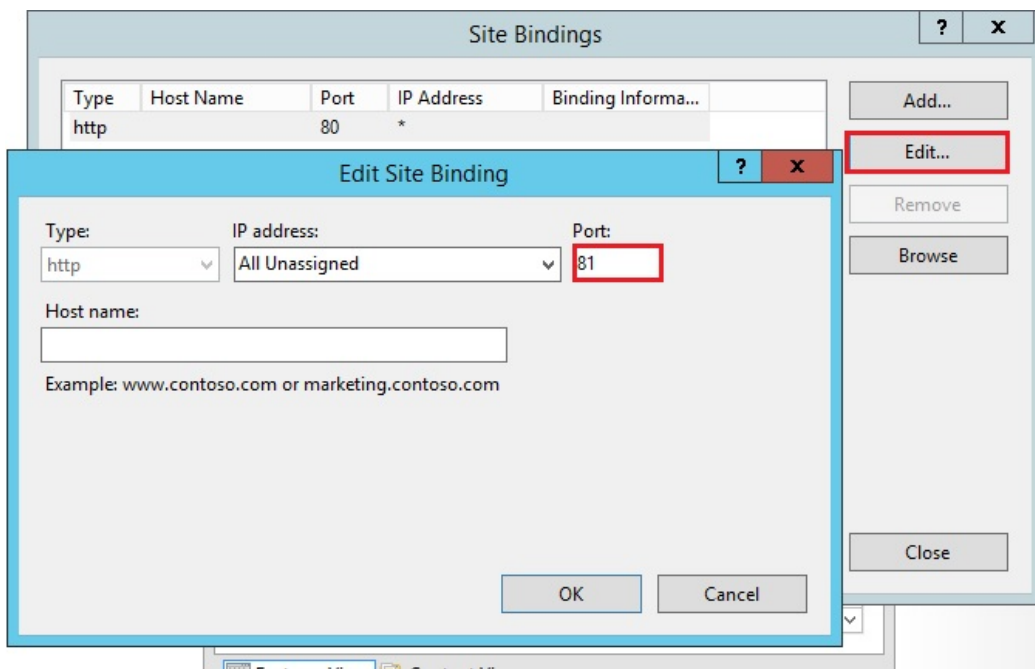 Site Bindings
? x
Type Host Name Port IP Address Binding Informa...
http 80 *
Add...
Edit...
Remove
Browse
Close
Edit Site Binding
? x
Type: IP address: Port:
http All Unassigned 81
Host name:
Example: www.contoso.com or marketing.contoso.com
OK Cancel